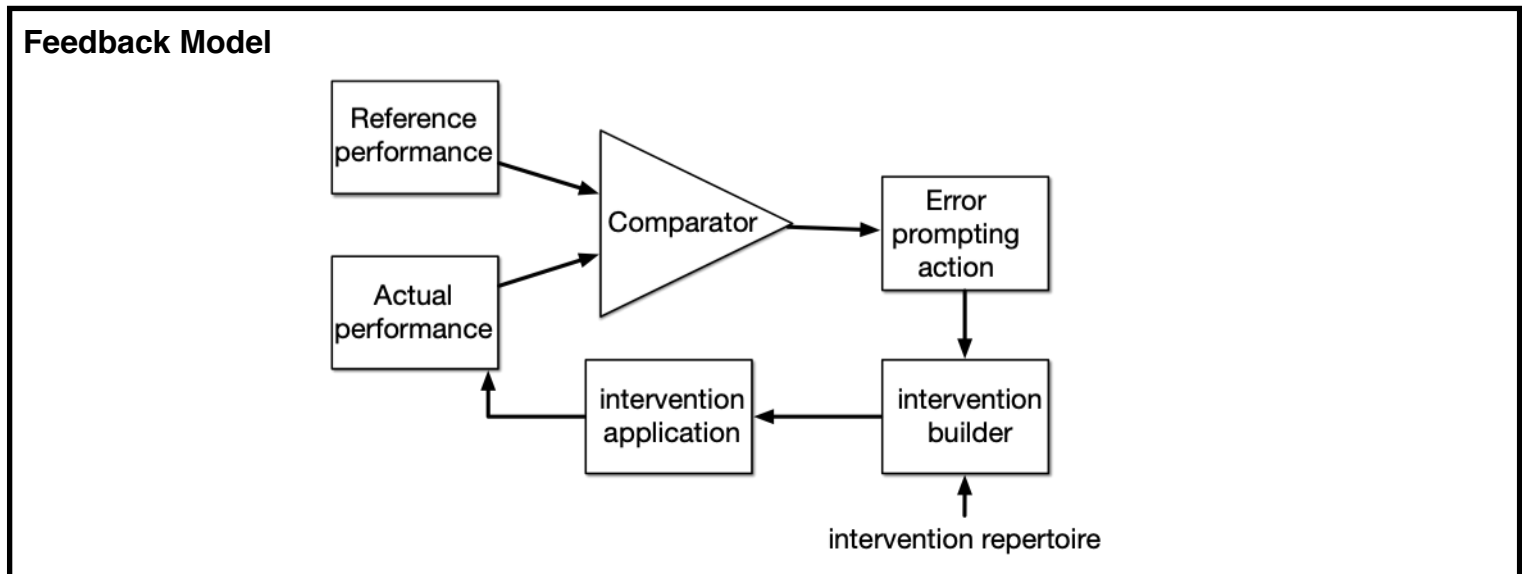 Feedback Model
Reference
performance
Comparator
Error
prompting
action
Actual
performance
intervention
application
intervention
builder
intervention repertoire